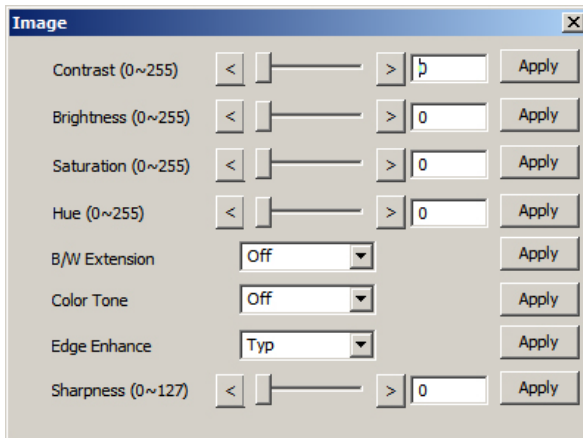 Image
Contrast (0~255) < > 0 Apply
Brightness (0~255) < > 0 Apply
Saturation (0~255) < > 0 Apply
Hue (0~255) < > 0 Apply
B/W Extension Off Apply
Color Tone Off Apply
Edge Enhance Typ Apply
Sharpness (0~127) < > 0 Apply